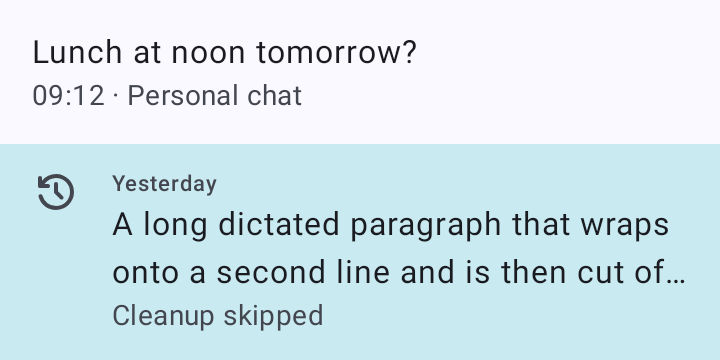 Lunch at noon tomorrow?
09:12 · Personal chat
Yesterday
A long dictated paragraph that wraps
onto a second line and is then cut of…
Cleanup skipped